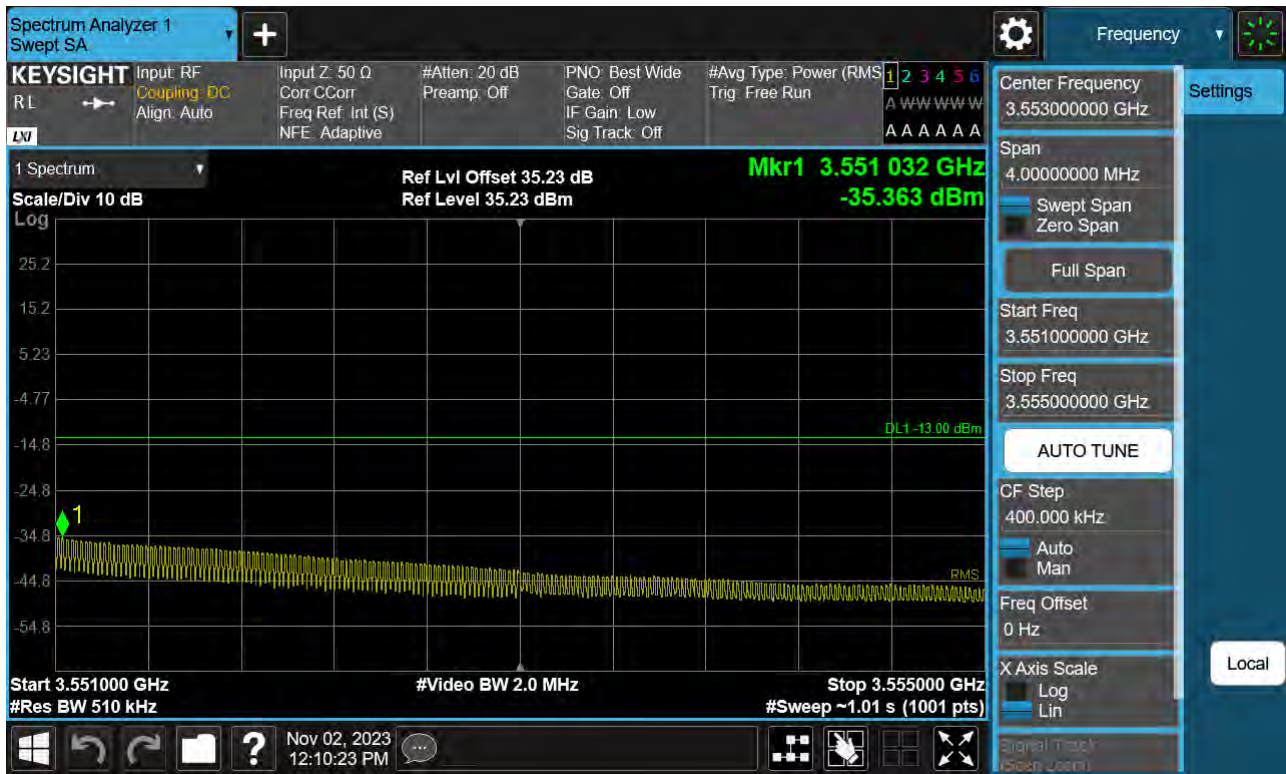 Spectrum Analyzer 1
Swept SA
+
Frequency
KEYSIGHT
RL
LXI
Input: RF
Coupling: DC
Align: Auto
Input Z: 50 Ω
Corr CCorr
Freq Ref: Int (S)
NFE: Adaptive
#Atten: 20 dB
Preamp: Off
PNO: Best Wide
Gate: Off
IF Gain: Low
Sig Track: Off
#Avg Type: Power (RMS
Trig: Free Run
1 2 3 4 5 6
A W W W W W
A A A A A A
1 Spectrum
Scale/Div 10 dB
Log
Ref Lvl Offset 35.23 dB
Ref Level 35.23 dBm
Mkr1 3.551 032 GHz
-35.363 dBm
25.2
15.2
5.23
-4.77
DL1 -13.00 dBm
-14.8
-24.8
1
-34.8
-44.8
RMS
-54.8
Start 3.551000 GHz
#Video BW 2.0 MHz
Stop 3.555000 GHz
#Res BW 510 kHz
#Sweep ~1.01 s (1001 pts)
?
Nov 02, 2023
12:10:23 PM
Center Frequency
3.553000000 GHz
Span
4.00000000 MHz
Swept Span
Zero Span
Full Span
Start Freq
3.551000000 GHz
Stop Freq
3.555000000 GHz
AUTO TUNE
CF Step
400.000 kHz
Auto
Man
Freq Offset
0 Hz
X Axis Scale
Log
Lin
Signal Track
(Span Zoom)
Settings
Local